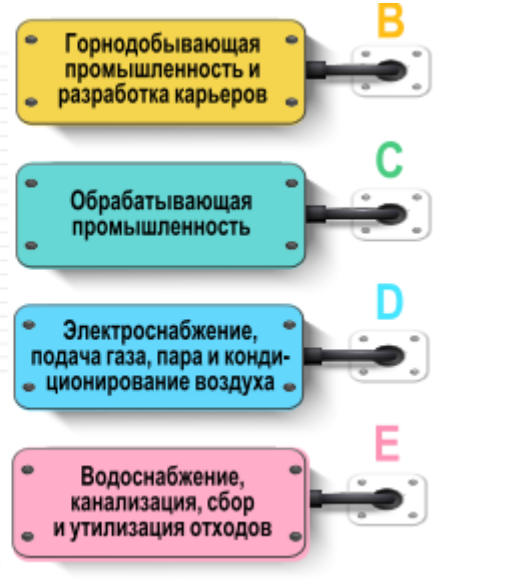 B
Горнодобывающая
промышленность и
разработка карьеров
C
Обрабатывающая
промышленность
D
Электроснабжение,
подача газа, пара и конди-
ционирование воздуха
E
Водоснабжение,
канализация, сбор
и утилизация отходов